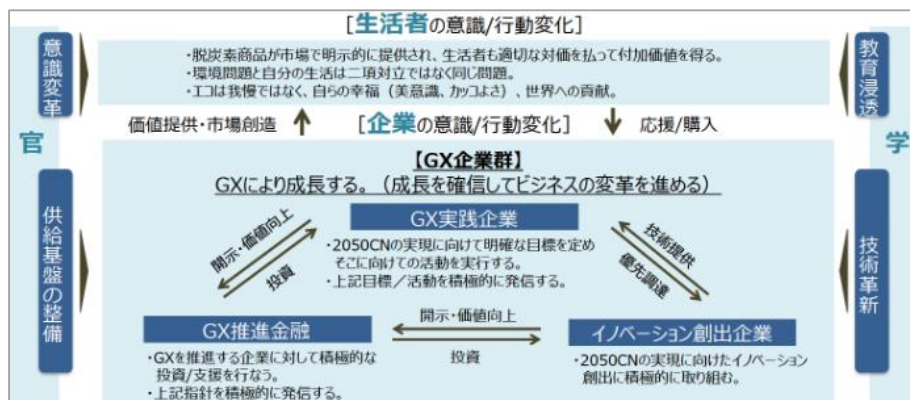 ［生活者の意識/行動変化］
意識変革
・脱炭素商品が市場で明示的に提供され、生活者も適切な対価を払って付加価値を得る。
・環境問題と自分の生活は二項対立ではなく同じ問題。
・エコは我慢ではなく、自らの幸福（美意識、カッコよさ）、世界への貢献。
教育浸透
官
価値提供・市場創造
［企業の意識/行動変化］
応援/購入
学
【GX企業群】
GXにより成長する。（成長を確信してビジネスの変革を進める）
供給基盤の整備
GX実践企業
・2050CNの実現に向けて明確な目標を定め
そこに向けての活動を実行する。
・上記目標／活動を積極的に発信する。
開示・価値向上
投資
技術提供
優先調達
技術革新
GX推進金融
・GXを推進する企業に対して積極的な
投資/支援を行なう。
・上記指針を積極的に発信する。
開示・価値向上
投資
イノベーション創出企業
・2050CNの実現に向けたイノベーション
創出に積極的に取り組む。